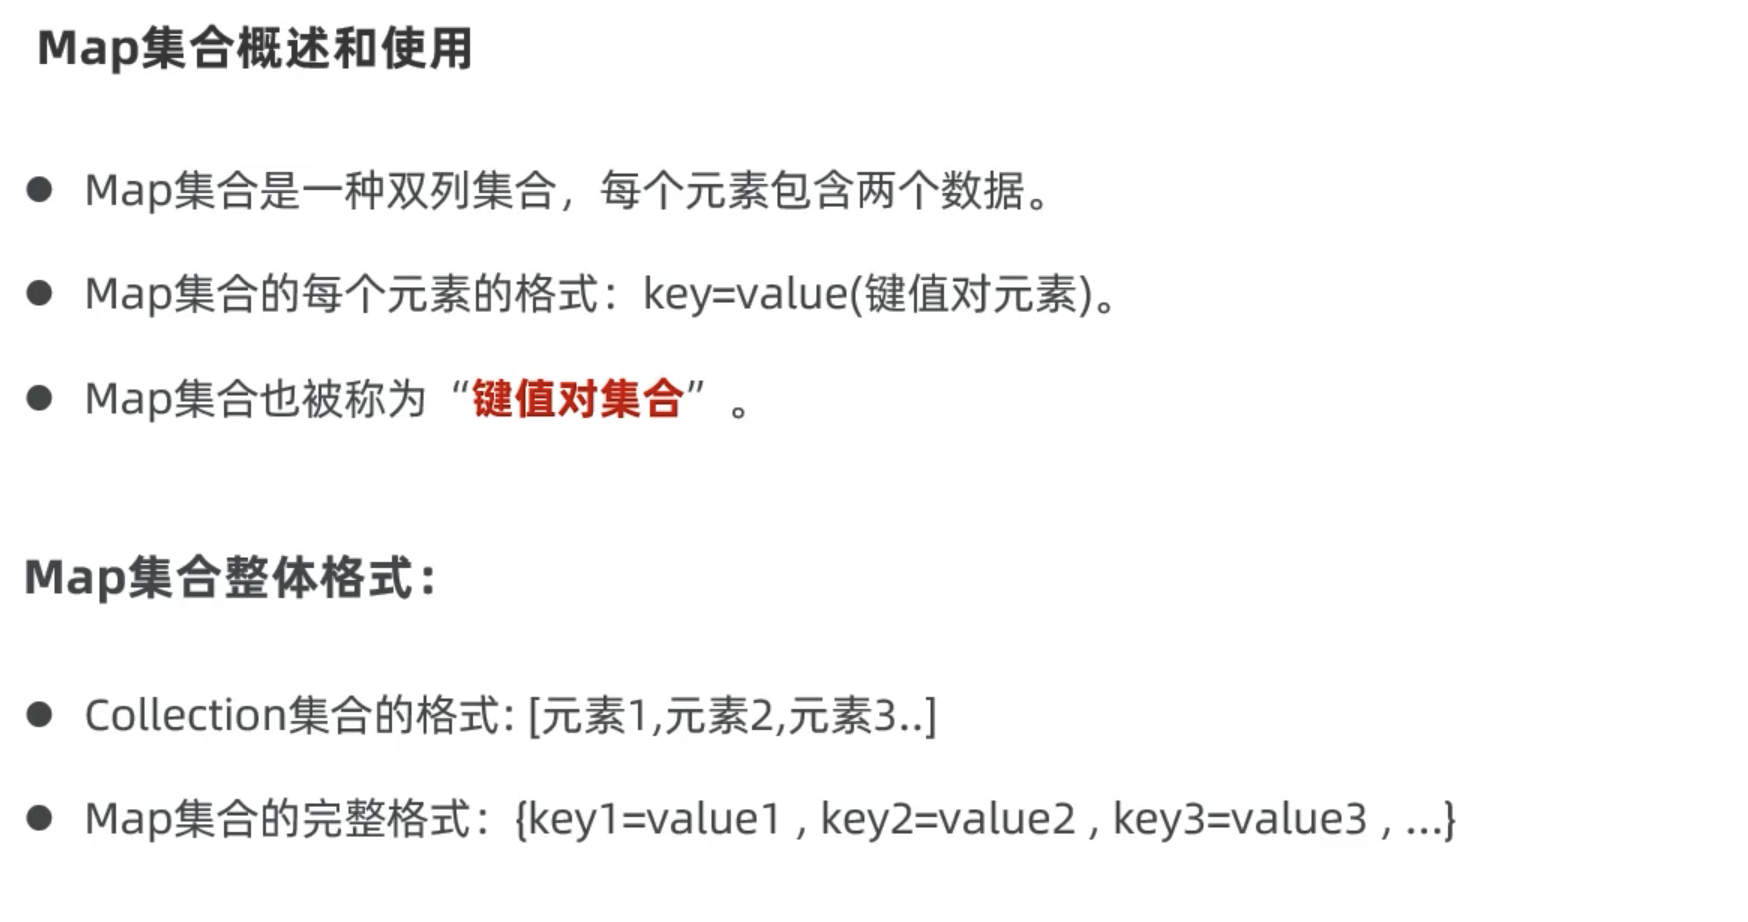 Map集合概述和使用
● Map集合是一种双列集合，每个元素包含两个数据。
● Map集合的每个元素的格式：key=value(键值对元素)。
● Map集合也被称为“键值对集合”。
Map集合整体格式：
● Collection集合的格式: [元素1,元素2,元素3..]
● Map集合的完整格式：{key1=value1 , key2=value2 , key3=value3 , ...}